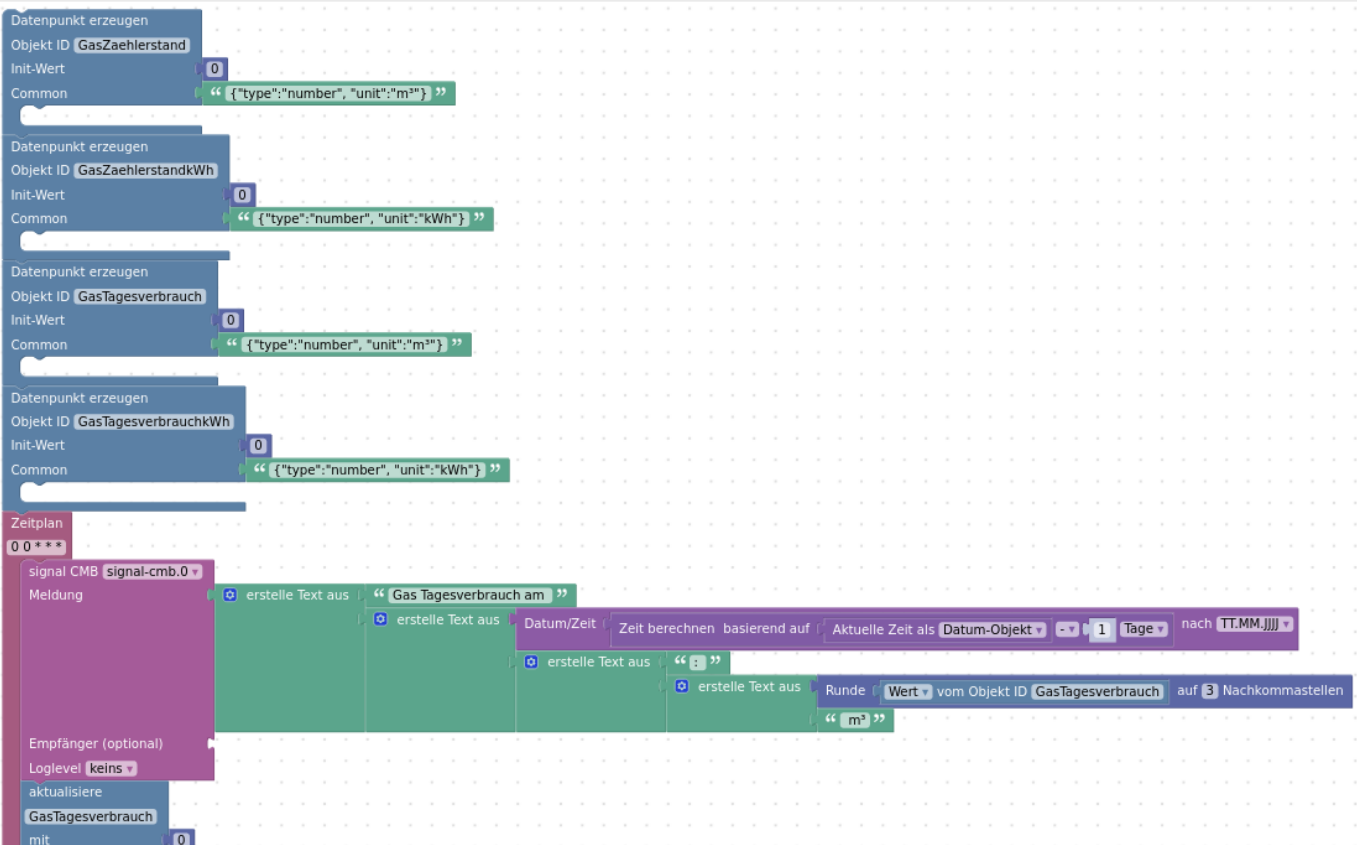 Datenpunkt erzeugen
Objekt ID GasZaehlerstand
Init-Wert 0
Common “ {"type":"number", "unit":"m³"} ”
Datenpunkt erzeugen
Objekt ID GasZaehlerstandkWh
Init-Wert 0
Common “ {"type":"number", "unit":"kWh"} ”
Datenpunkt erzeugen
Objekt ID GasTagesverbrauch
Init-Wert 0
Common “ {"type":"number", "unit":"m³"} ”
Datenpunkt erzeugen
Objekt ID GasTagesverbrauchkWh
Init-Wert 0
Common “ {"type":"number", "unit":"kWh"} ”
Zeitplan
0 0 * * *
signal CMB signal-cmb.0
Meldung erstelle Text aus “ Gas Tagesverbrauch am ”
erstelle Text aus Datum/Zeit Zeit berechnen basierend auf Aktuelle Zeit als Datum-Objekt - 1 Tage nach TT.MM.JJJJ
erstelle Text aus “ : ”
erstelle Text aus Runde Wert vom Objekt ID GasTagesverbrauch auf 3 Nachkommastellen
“ m³ ”
Empfänger (optional)
Loglevel keins
aktualisiere
GasTagesverbrauch
mit 0